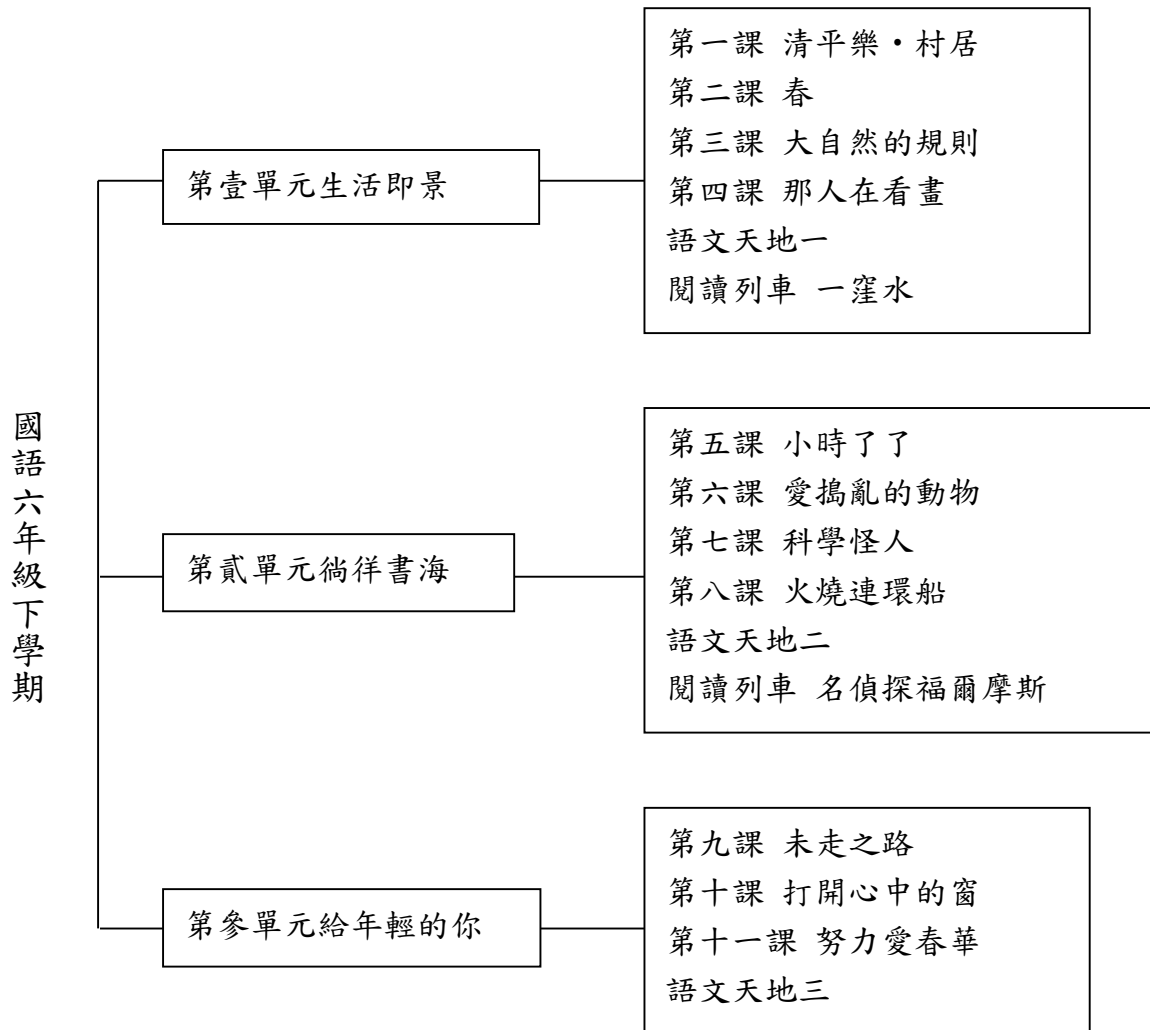 國語六年級下學期
第壹單元生活即景
第一課 清平樂・村居
第二課 春
第三課 大自然的規則
第四課 那人在看畫
語文天地一
閱讀列車 一窪水
第貳單元徜徉書海
第五課 小時了了
第六課 愛搗亂的動物
第七課 科學怪人
第八課 火燒連環船
語文天地二
閱讀列車 名偵探福爾摩斯
第參單元給年輕的你
第九課 未走之路
第十課 打開心中的窗
第十一課 努力愛春華
語文天地三